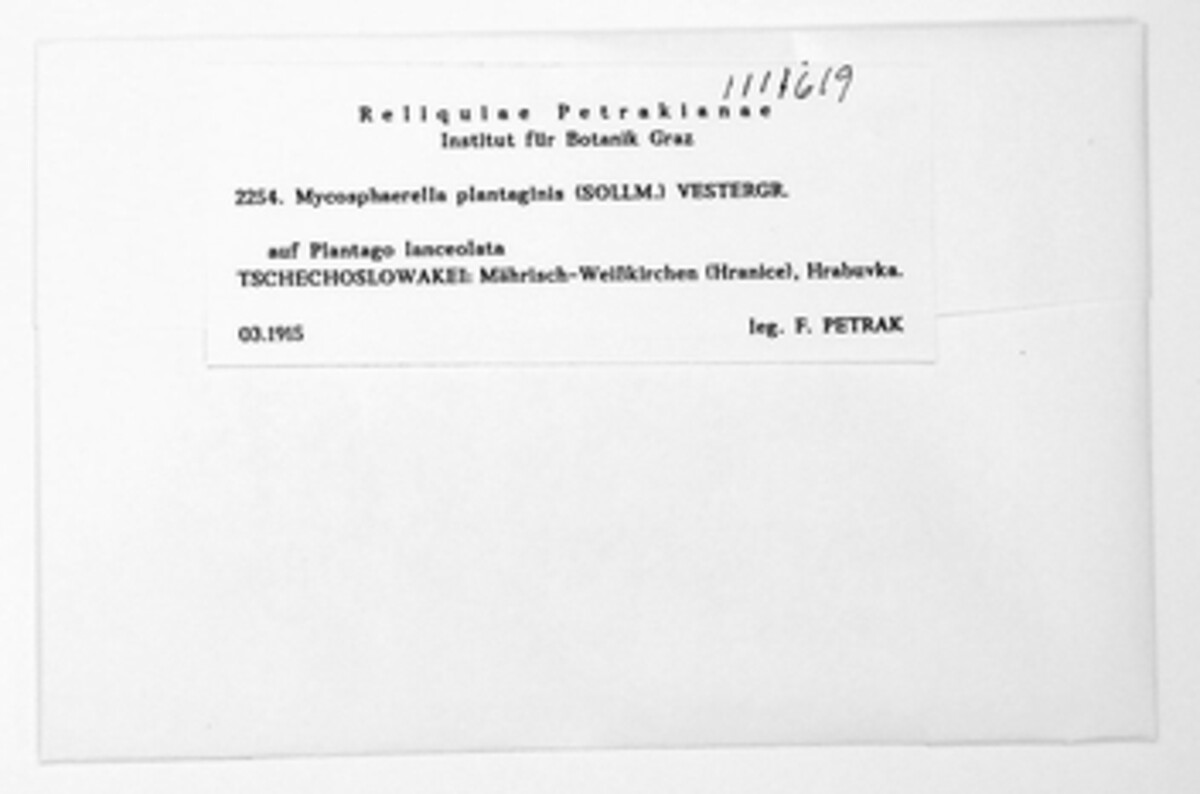 Reliquiae Petrakianae
Institut für Botanik Graz
2254. Mycosphaerella plantaginis (SOLLM.) VESTERGR.
auf Plantago lanceolata
TSCHECHOSLOWAKEI: Mährisch-Weißkirchen (Hranice), Hrabuvka.
03.1915 leg. F. PETRAK